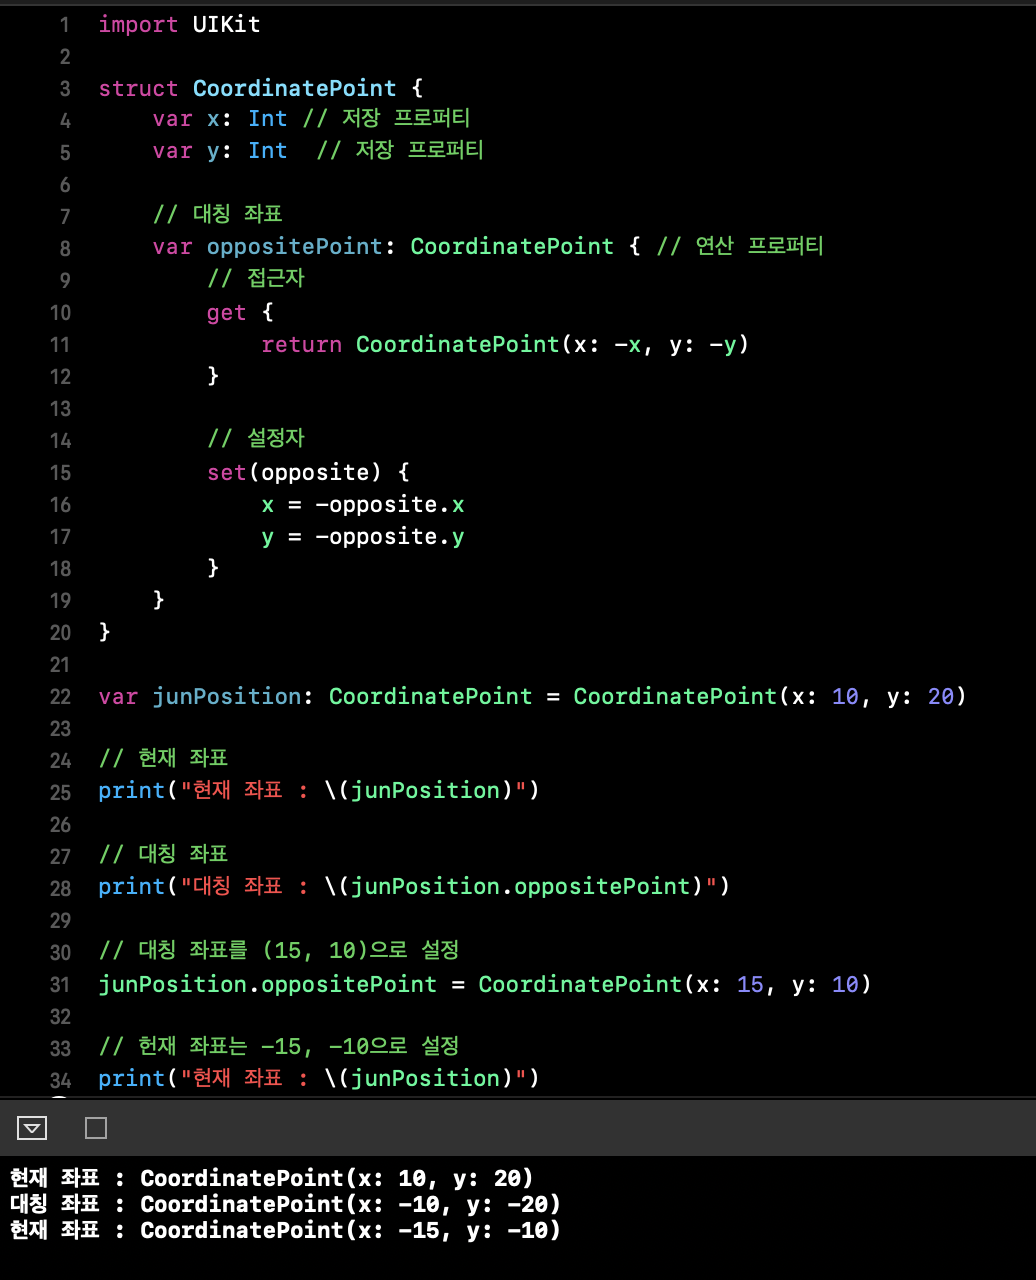 1 import UIKit
2
3 struct CoordinatePoint {
4     var x: Int // 저장 프로퍼티
5     var y: Int  // 저장 프로퍼티
6
7     // 대칭 좌표
8     var oppositePoint: CoordinatePoint { // 연산 프로퍼티
9         // 접근자
10         get {
11             return CoordinatePoint(x: -x, y: -y)
12         }
13
14         // 설정자
15         set(opposite) {
16             x = -opposite.x
17             y = -opposite.y
18         }
19     }
20 }
21
22 var junPosition: CoordinatePoint = CoordinatePoint(x: 10, y: 20)
23
24 // 현재 좌표
25 print("현재 좌표 : \(junPosition)")
26
27 // 대칭 좌표
28 print("대칭 좌표 : \(junPosition.oppositePoint)")
29
30 // 대칭 좌표를 (15, 10)으로 설정
31 junPosition.oppositePoint = CoordinatePoint(x: 15, y: 10)
32
33 // 헌재 좌표는 -15, -10으로 설정
34 print("현재 좌표 : \(junPosition)")
현재 좌표 : CoordinatePoint(x: 10, y: 20)
대칭 좌표 : CoordinatePoint(x: -10, y: -20)
현재 좌표 : CoordinatePoint(x: -15, y: -10)